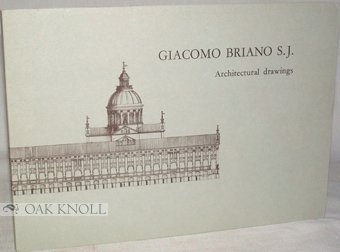 GIACOMO BRIANO S.J.
Architectural drawings
OAK KNOLL